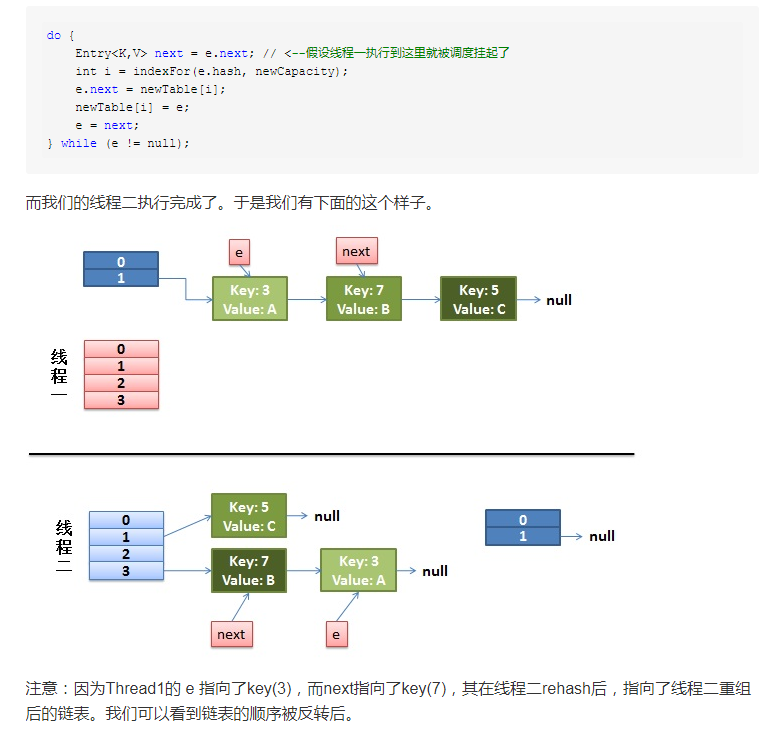 do {
    Entry<K,V> next = e.next; // <--假设线程一执行到这里就被调度挂起了
    int i = indexFor(e.hash, newCapacity);
    e.next = newTable[i];
    newTable[i] = e;
    e = next;
} while (e != null);
而我们的线程二执行完成了。于是我们有下面的这个样子。
e
next
0
1
Key: 3
Value: A
Key: 7
Value: B
Key: 5
Value: C
null
线程一
0
1
2
3
线程二
0
1
2
3
Key: 5
Value: C
null
0
1
null
Key: 7
Value: B
Key: 3
Value: A
null
next
e
注意：因为Thread1的 e 指向了key(3)，而next指向了key(7)，其在线程二rehash后，指向了线程二重组
后的链表。我们可以看到链表的顺序被反转后。